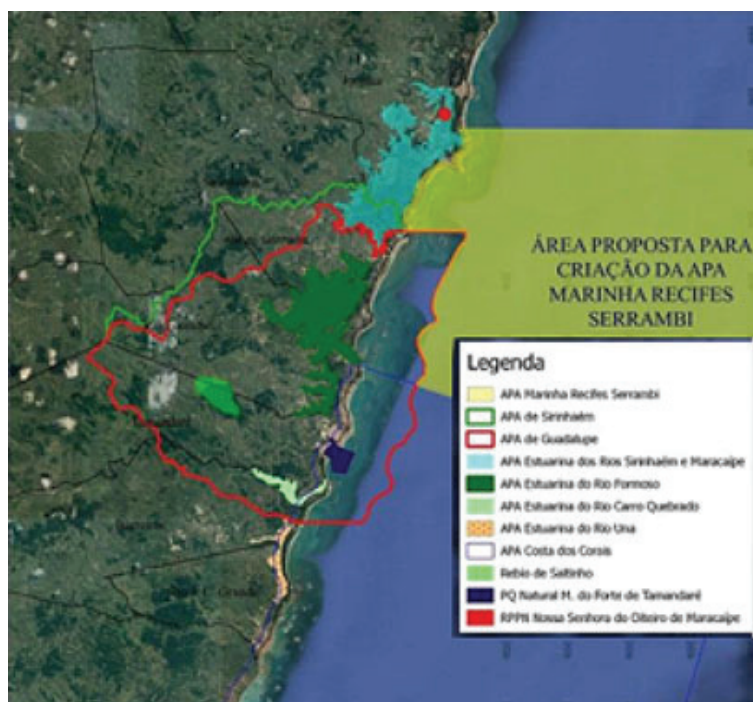 ÁREA PROPOSTA PARA
CRIAÇÃO DA APA
MARINHA RECIFES
SERRAMBI
Legenda
APA Marinha Recifes Serrambi
APA de Sirinhaém
APA de Guadalupe
APA Estuarina dos Rios Sirinhaém e Maracaípe
APA Estuarina do Rio Formoso
APA Estuarina do Rio Carro Quebrado
APA Estuarina do Rio Una
APA Costa dos Corais
Rebio de Saltinho
PQ Natural M. do Forte de Tamandaré
RPPN Nossa Senhora do Oiteiro de Maracaípe